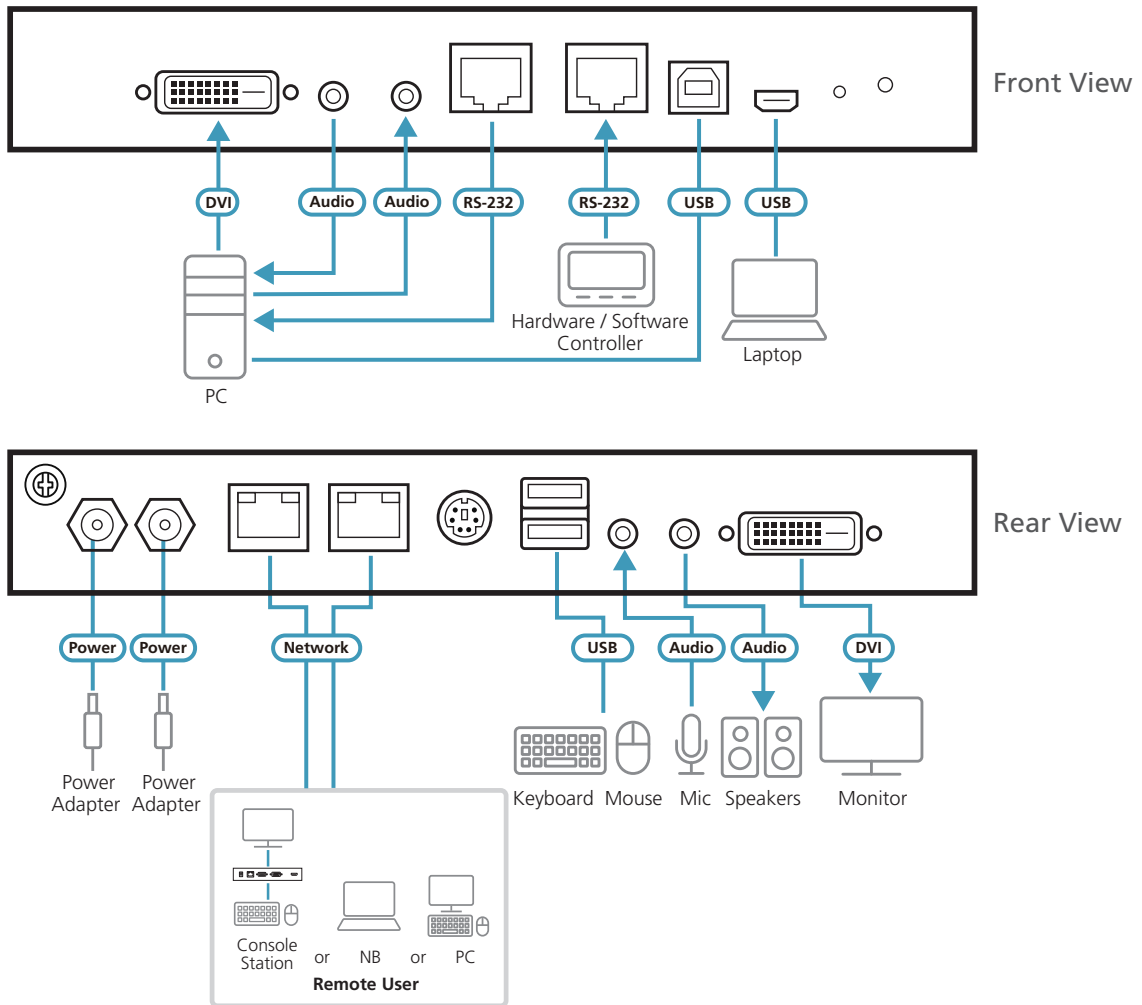 Front View
DVI
Audio
Audio
RS-232
RS-232
USB
USB
Hardware / Software
Controller
Laptop
PC
Rear View
Power
Power
Network
USB
Audio
Audio
DVI
Power
Adapter
Power
Adapter
Keyboard
Mouse
Mic
Speakers
Monitor
Console
Station
or
NB
or
PC
Remote User